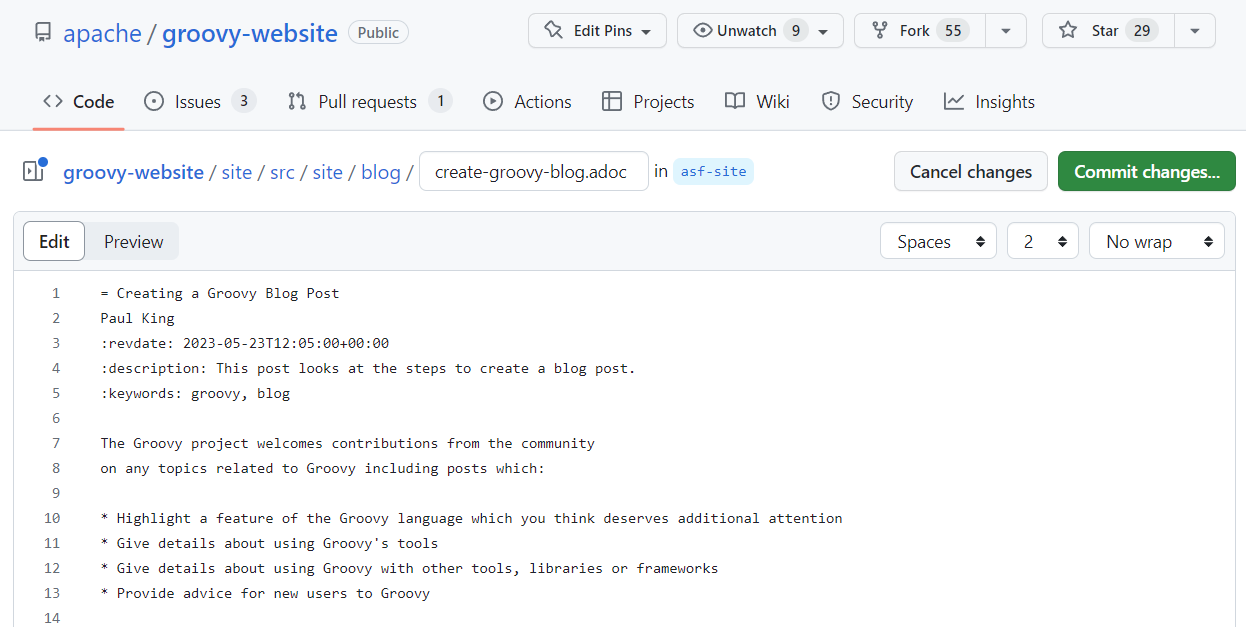 apache / groovy-website Public
Edit Pins Unwatch 9 Fork 55 Star 29
Code Issues 3 Pull requests 1 Actions Projects Wiki Security Insights
groovy-website / site / src / site / blog / create-groovy-blog.adoc in asf-site Cancel changes Commit changes...
Edit Preview Spaces 2 No wrap
1 = Creating a Groovy Blog Post
2 Paul King
3 :revdate: 2023-05-23T12:05:00+00:00
4 :description: This post looks at the steps to create a blog post.
5 :keywords: groovy, blog
6
7 The Groovy project welcomes contributions from the community
8 on any topics related to Groovy including posts which:
9
10 * Highlight a feature of the Groovy language which you think deserves additional attention
11 * Give details about using Groovy's tools
12 * Give details about using Groovy with other tools, libraries or frameworks
13 * Provide advice for new users to Groovy
14